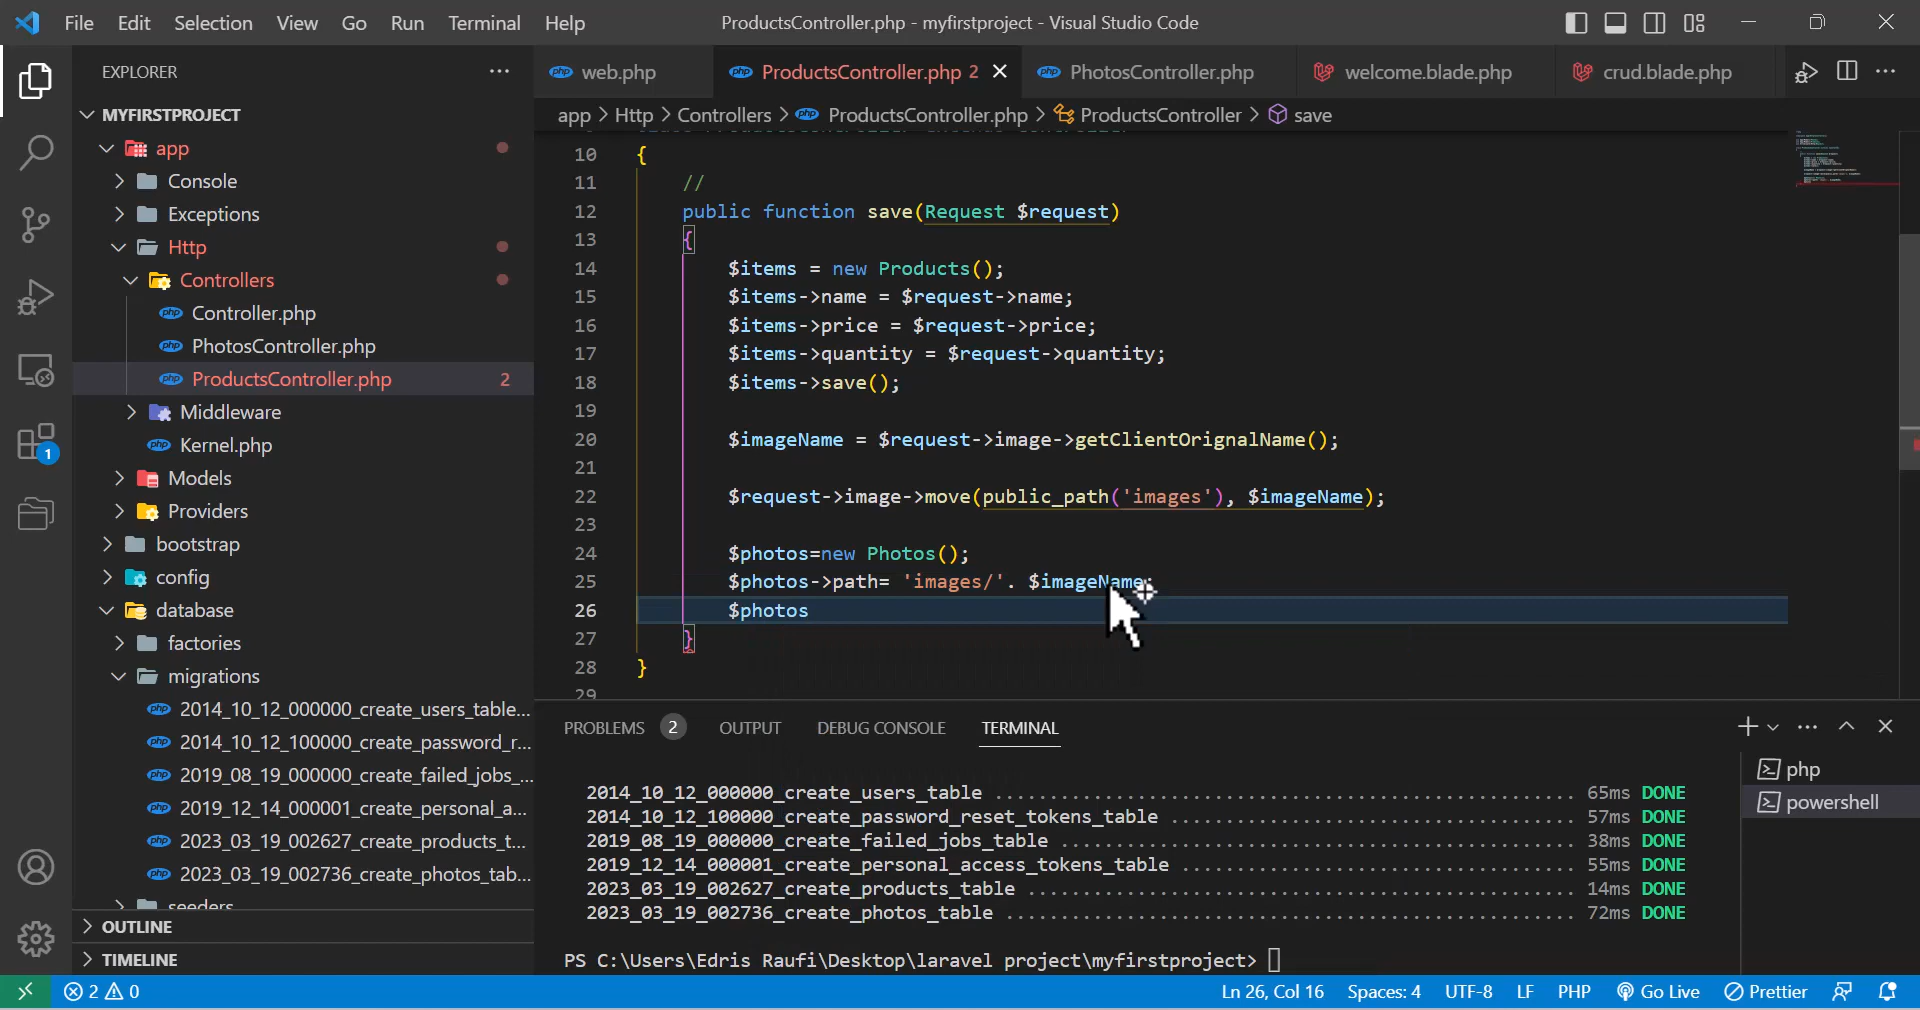 File Edit Selection View Go Run Terminal Help
ProductsController.php - myfirstproject - Visual Studio Code
EXPLORER
MYFIRSTPROJECT
app
Console
Exceptions
Http
Controllers
Controller.php
PhotosController.php
ProductsController.php 2
Middleware
Kernel.php
Models
Providers
bootstrap
config
database
factories
migrations
2014_10_12_000000_create_users_table...
2014_10_12_100000_create_password_r...
2019_08_19_000000_create_failed_jobs_...
2019_12_14_000001_create_personal_a...
2023_03_19_002627_create_products_t...
2023_03_19_002736_create_photos_tab...
seeders
OUTLINE
TIMELINE
1
php web.php
php ProductsController.php 2
php PhotosController.php
welcome.blade.php
crud.blade.php
app > Http > Controllers > php ProductsController.php > ProductsController > save
10 {
11 //
12 public function save(Request $request)
13 {
14 $items = new Products();
15 $items->name = $request->name;
16 $items->price = $request->price;
17 $items->quantity = $request->quantity;
18 $items->save();
19
20 $imageName = $request->image->getClientOrignalName();
21
22 $request->image->move(public_path('images'), $imageName);
23
24 $photos=new Photos();
25 $photos->path= 'images/'. $imageName;
26 $photos
27 }
28 }
29
PROBLEMS 2 OUTPUT DEBUG CONSOLE TERMINAL
2014_10_12_000000_create_users_table 65ms DONE
2014_10_12_100000_create_password_reset_tokens_table 57ms DONE
2019_08_19_000000_create_failed_jobs_table 38ms DONE
2019_12_14_000001_create_personal_access_tokens_table 55ms DONE
2023_03_19_002627_create_products_table 14ms DONE
2023_03_19_002736_create_photos_table 72ms DONE
PS C:\Users\Edris Raufi\Desktop\laravel project\myfirstproject>
php
powershell
2 0
Ln 26, Col 16 Spaces: 4 UTF-8 LF PHP Go Live Prettier